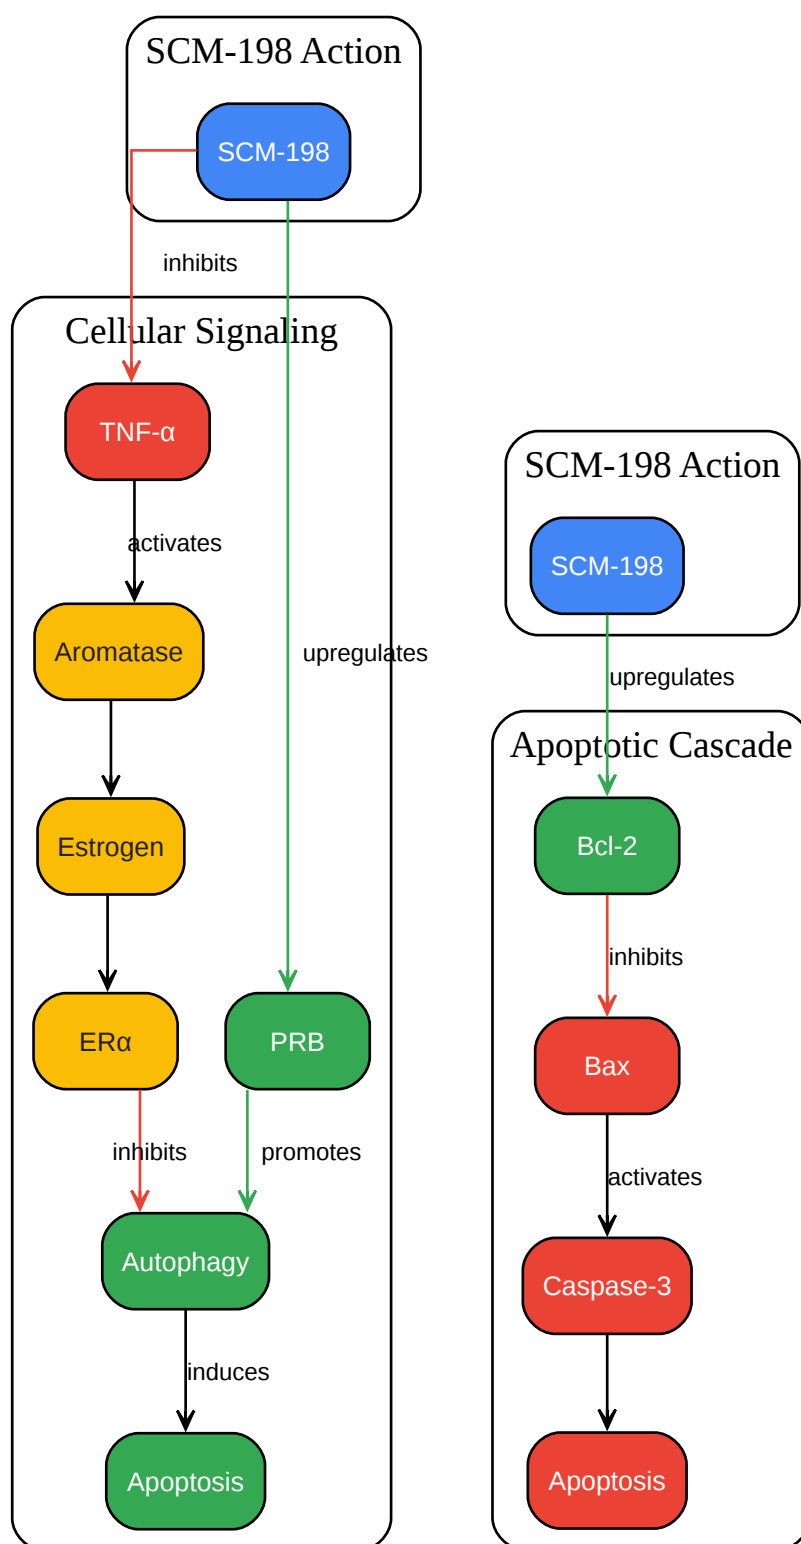 SCM-198 Action
SCM-198
inhibits
Cellular Signaling
TNF-α
activates
Aromatase
upregulates
Estrogen
ERα
PRB
inhibits
promotes
Autophagy
induces
Apoptosis
SCM-198 Action
SCM-198
upregulates
Apoptotic Cascade
Bcl-2
inhibits
Bax
activates
Caspase-3
Apoptosis